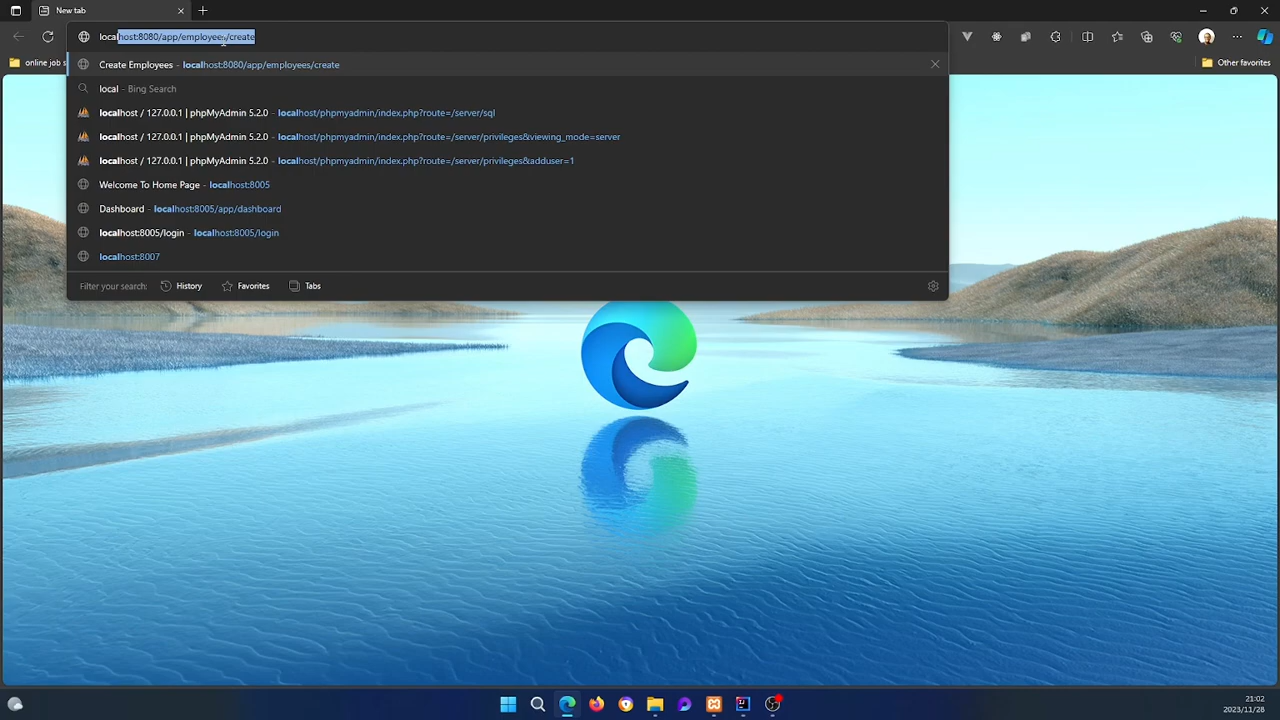 New tab
localhost:8080/app/employees/create
online job s
Other favorites
Create Employees - localhost:8080/app/employees/create
local - Bing Search
localhost / 127.0.0.1 | phpMyAdmin 5.2.0 - localhost/phpmyadmin/index.php?route=/server/sql
localhost / 127.0.0.1 | phpMyAdmin 5.2.0 - localhost/phpmyadmin/index.php?route=/server/privileges&viewing_mode=server
localhost / 127.0.0.1 | phpMyAdmin 5.2.0 - localhost/phpmyadmin/index.php?route=/server/privileges&adduser=1
Welcome To Home Page - localhost:8005
Dashboard - localhost:8005/app/dashboard
localhost:8005/login - localhost:8005/login
localhost:8007
Filter your search: History Favorites Tabs
21:02
2023/11/28